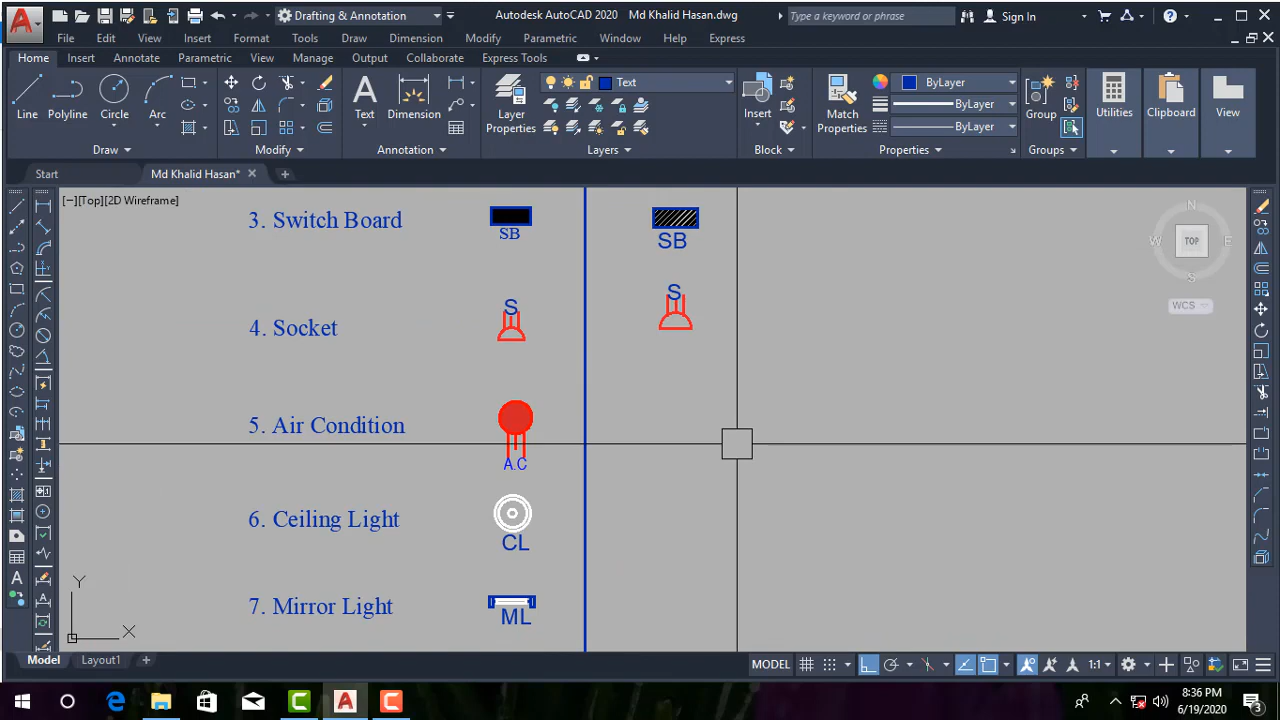 Drafting & Annotation
Autodesk AutoCAD 2020 Md Khalid Hasan.dwg
Type a keyword or phrase
Sign In
File Edit View Insert Format Tools Draw Dimension Modify Parametric Window Help Express
Home Insert Annotate Parametric View Manage Output Collaborate Express Tools
Text
ByLayer
ByLayer
ByLayer
Line Polyline Circle Arc
Text Dimension
Layer Properties
Insert
Match Properties
Group
Utilities
Clipboard
View
Draw Modify Annotation Layers Block Properties Groups
Start
Md Khalid Hasan*
[−][Top][2D Wireframe]
N
W TOP E
S
WCS
3. Switch Board
SB
SB
4. Socket
S
S
5. Air Condition
A.C
6. Ceiling Light
CL
7. Mirror Light
ML
Y
X
Model Layout1
MODEL
1:1
8:36 PM
6/19/2020
3